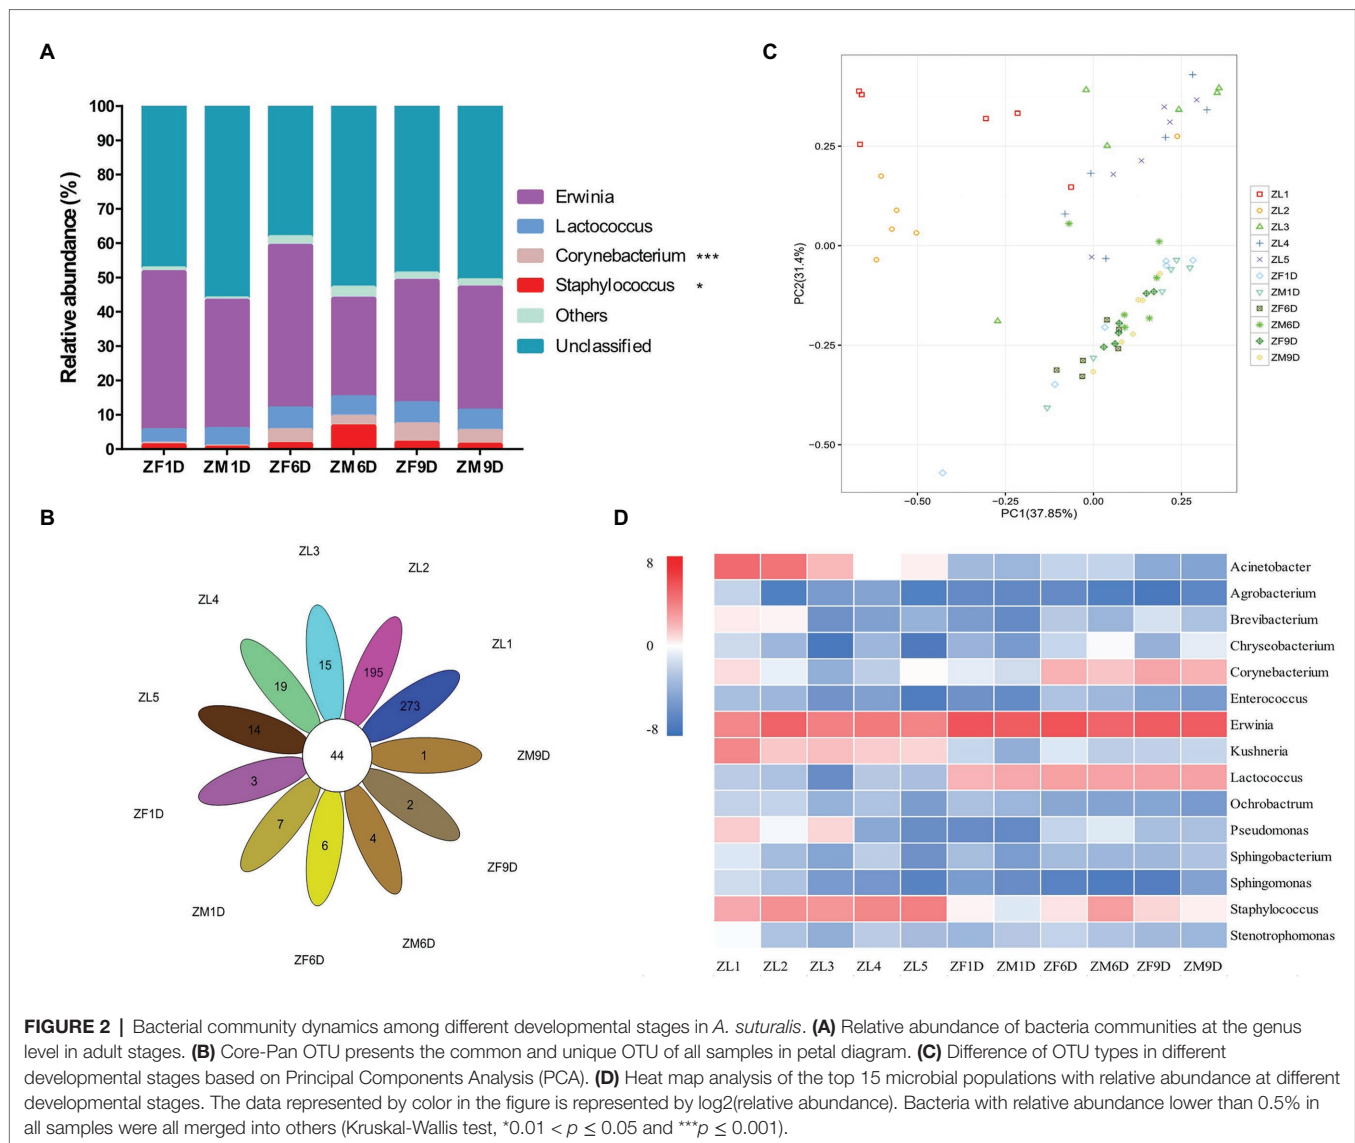 A
Relative abundance (%)
100
90
80
70
60
50
40
30
20
10
0
ZF1D ZM1D ZF6D ZM6D ZF9D ZM9D
Erwinia
Lactococcus
Corynebacterium ***
Staphylococcus *
Others
Unclassified
C
PC2(31.4%)
0.25
0.00
−0.25
−0.50
−0.50 −0.25 0.00 0.25
PC1(37.85%)
ZL1
ZL2
ZL3
ZL4
ZL5
ZF1D
ZM1D
ZF6D
ZM6D
ZF9D
ZM9D
B
ZL3
ZL2
ZL4
ZL1
ZL5
ZM9D
ZF1D
ZF9D
ZM1D
ZM6D
ZF6D
15
195
19
273
14
44
1
3
2
7
4
6
D
8
0
-8
Acinetobacter
Agrobacterium
Brevibacterium
Chryseobacterium
Corynebacterium
Enterococcus
Erwinia
Kushneria
Lactococcus
Ochrobactrum
Pseudomonas
Sphingobacterium
Sphingomonas
Staphylococcus
Stenotrophomonas
ZL1 ZL2 ZL3 ZL4 ZL5 ZF1D ZM1D ZF6D ZM6D ZF9D ZM9D
FIGURE 2 | Bacterial community dynamics among different developmental stages in A. suturalis. (A) Relative abundance of bacteria communities at the genus
level in adult stages. (B) Core-Pan OTU presents the common and unique OTU of all samples in petal diagram. (C) Difference of OTU types in different
developmental stages based on Principal Components Analysis (PCA). (D) Heat map analysis of the top 15 microbial populations with relative abundance at different
developmental stages. The data represented by color in the figure is represented by log2(relative abundance). Bacteria with relative abundance lower than 0.5% in
all samples were all merged into others (Kruskal-Wallis test, *0.01 < p ≤ 0.05 and ***p ≤ 0.001).